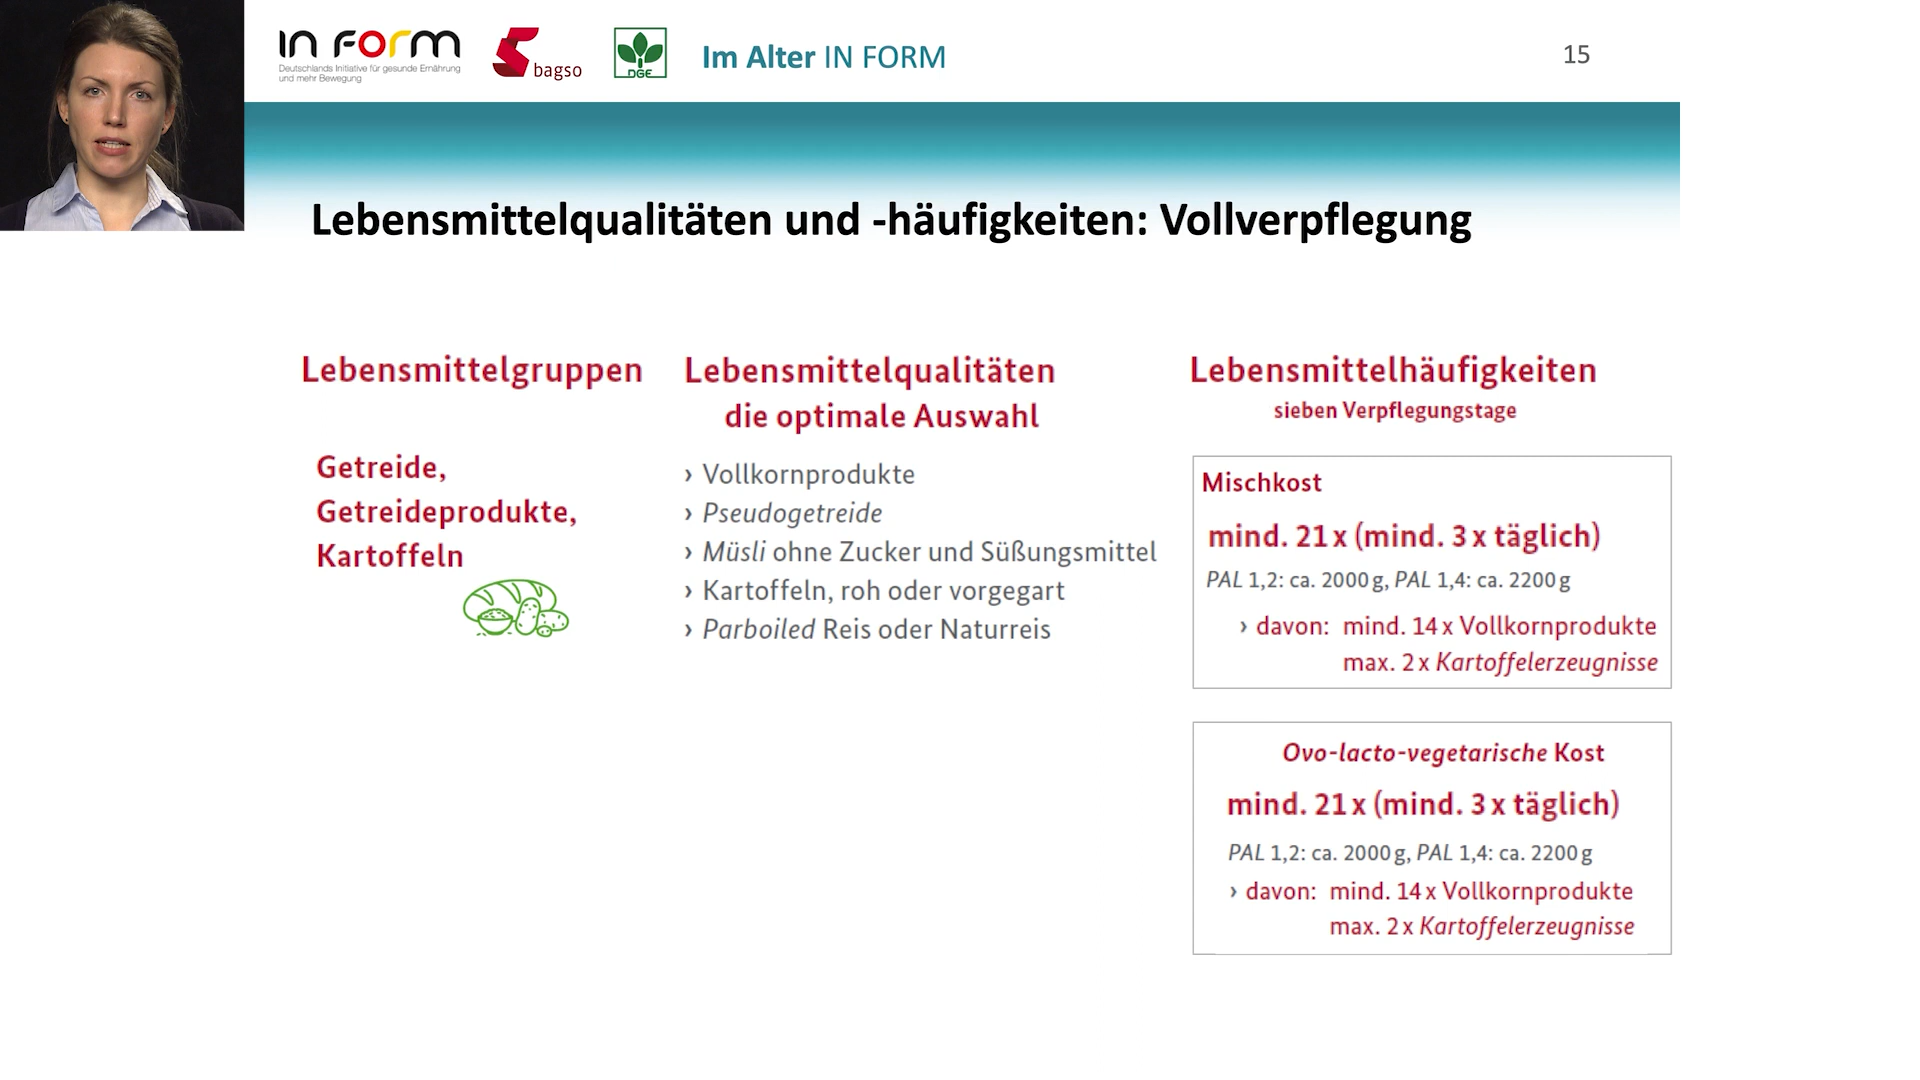 IN FORM
Deutschlands Initiative für gesunde Ernährung
und mehr Bewegung
bagso
DGE
Im Alter IN FORM
15
Lebensmittelqualitäten und -häufigkeiten: Vollverpflegung
Lebensmittelgruppen
Getreide,
Getreideprodukte,
Kartoffeln
Lebensmittelqualitäten
die optimale Auswahl
› Vollkornprodukte
› Pseudogetreide
› Müsli ohne Zucker und Süßungsmittel
› Kartoffeln, roh oder vorgegart
› Parboiled Reis oder Naturreis
Lebensmittelhäufigkeiten
sieben Verpflegungstage
Mischkost
mind. 21 x (mind. 3 x täglich)
PAL 1,2: ca. 2000 g, PAL 1,4: ca. 2200 g
› davon: mind. 14 x Vollkornprodukte
max. 2 x Kartoffelerzeugnisse
Ovo-lacto-vegetarische Kost
mind. 21 x (mind. 3 x täglich)
PAL 1,2: ca. 2000 g, PAL 1,4: ca. 2200 g
› davon: mind. 14 x Vollkornprodukte
max. 2 x Kartoffelerzeugnisse